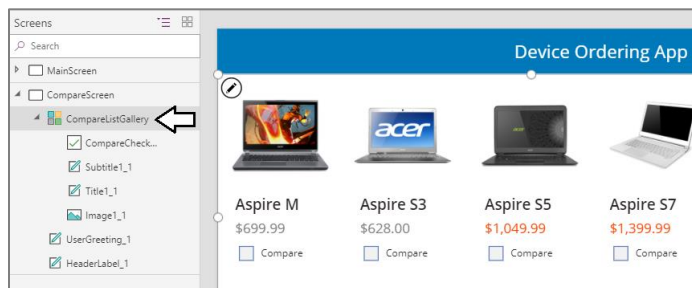 Screens
Search
MainScreen
CompareScreen
CompareListGallery
CompareCheck...
Subtitle1_1
Title1_1
Image1_1
UserGreeting_1
HeaderLabel_1
Device Ordering App
acer
Aspire M Aspire S3 Aspire S5 Aspire S7
$699.99 $628.00 $1,049.99 $1,399.99
Compare Compare Compare Compare